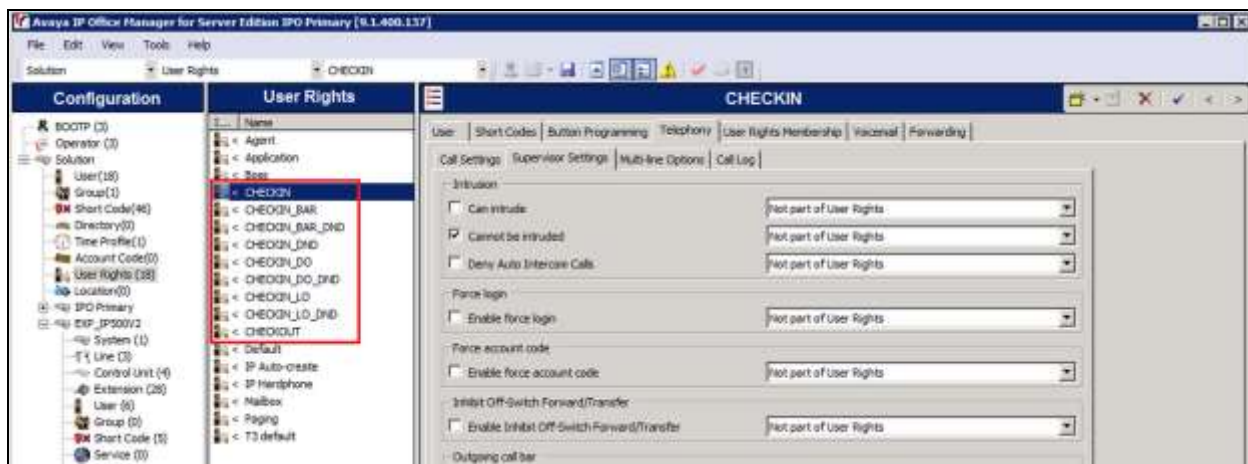 Avaya IP Office Manager for Server Edition IPO Primary [9.1.400.137]
File Edit View Tools Help
Solution User Rights CHECKIN
Configuration
BOOTP (3)
Operator (3)
Solution
User(18)
Group(1)
Short Code(46)
Directory(0)
Time Profile(1)
Account Code(0)
User Rights (18)
Location(0)
IPO Primary
EXP_IP500V2
System (1)
Line (3)
Control Unit (4)
Extension (28)
User (6)
Group (0)
Short Code (5)
Service (0)
User Rights
Name
Agent
Application
Boss
CHECKIN
CHECKIN_BAR
CHECKIN_BAR_DND
CHECKIN_DND
CHECKIN_DO
CHECKIN_DO_DND
CHECKIN_LO
CHECKIN_LO_DND
CHECKOUT
Default
IP Auto-create
IP Hardphone
Mailbox
Paging
T3 default
CHECKIN
User Short Codes Button Programming Telephony User Rights Membership Voicemail Forwarding
Call Settings Supervisor Settings Multi-line Options Call Log
Intrusion
Can intrude Not part of User Rights
Cannot be intruded Not part of User Rights
Deny Auto Intercom Calls Not part of User Rights
Force login
Enable force login Not part of User Rights
Force account code
Enable force account code Not part of User Rights
Inhibit Off-Switch Forward/Transfer
Enable Inhibit Off-Switch Forward/Transfer Not part of User Rights
Outgoing call bar